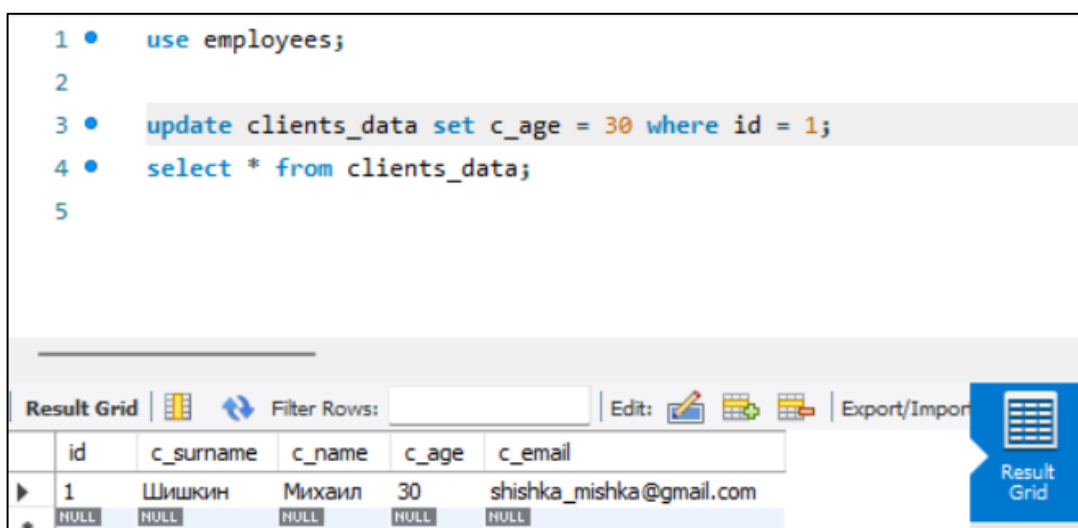 1 use employees;
2
3 update clients_data set c_age = 30 where id = 1;
4 select * from clients_data;
5
Result Grid Filter Rows: Edit: Export/Import
id c_surname c_name c_age c_email
1 Шишкин Михаил 30 shishka_mishka@gmail.com
NULL NULL NULL NULL NULL
Result
Grid